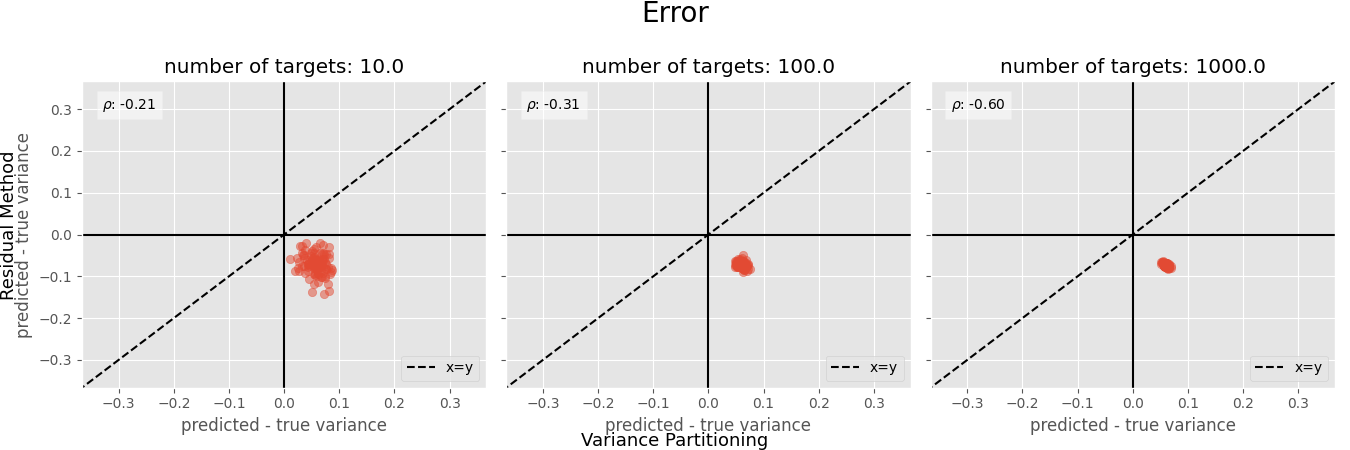 Error
number of targets: 10.0
number of targets: 100.0
number of targets: 1000.0
ρ: -0.21
ρ: -0.31
ρ: -0.60
Residual Method
predicted - true variance
0.3
0.2
0.1
0.0
−0.1
−0.2
−0.3
x=y
x=y
x=y
−0.3 −0.2 −0.1 0.0 0.1 0.2 0.3
−0.3 −0.2 −0.1 0.0 0.1 0.2 0.3
−0.3 −0.2 −0.1 0.0 0.1 0.2 0.3
predicted - true variance
predicted - true variance
predicted - true variance
Variance Partitioning